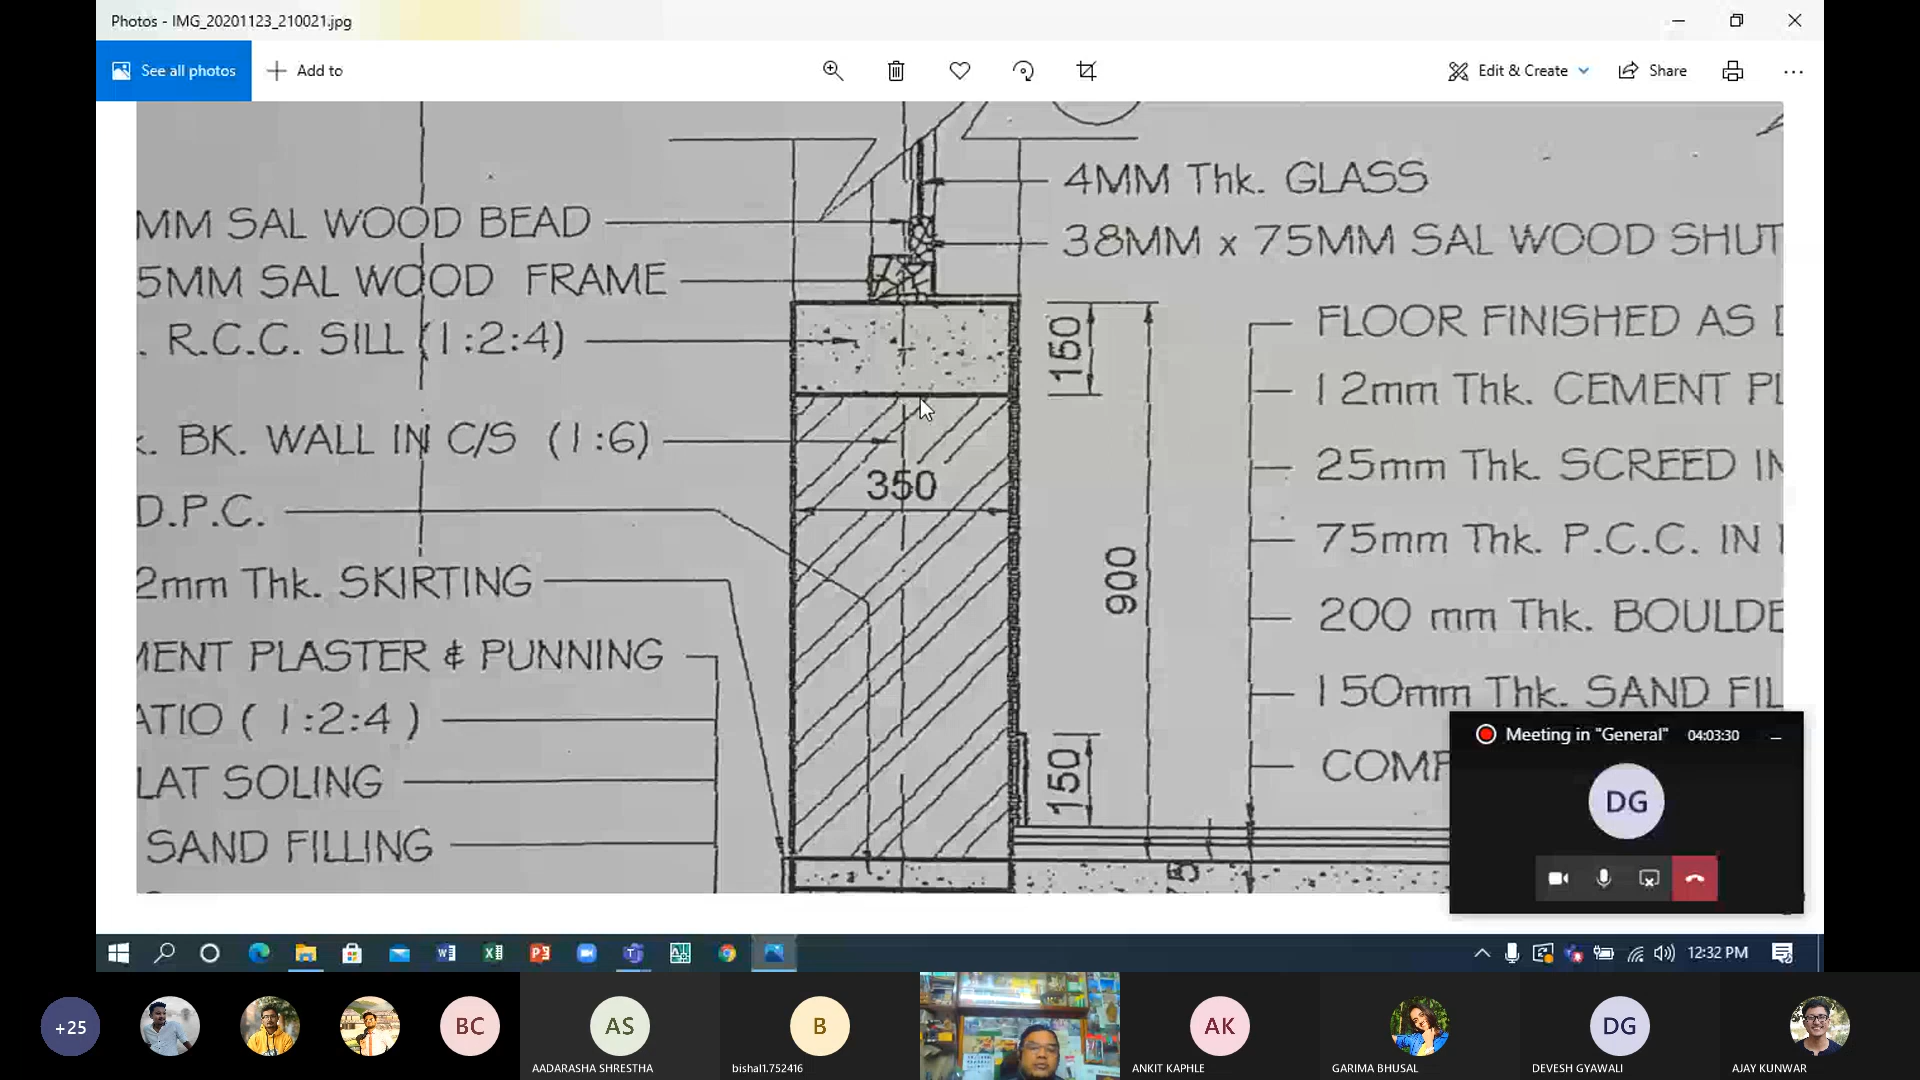 Photos - IMG_20201123_210021.jpg
See all photos
Add to
Edit & Create
Share
4MM Thk. GLASS
MM SAL WOOD BEAD
38MM x 75MM SAL WOOD SHUT
5MM SAL WOOD FRAME
. R.C.C. SILL (1:2:4)
150
FLOOR FINISHED AS
12mm Thk. CEMENT PL
. BK. WALL IN C/S (1:6)
25mm Thk. SCREED IN
350
D.P.C.
75mm Thk. P.C.C. IN
900
2mm Thk. SKIRTING
200 mm Thk. BOULDE
MENT PLASTER & PUNNING
150mm Thk. SAND FIL
ATIO ( 1:2:4 )
COMP
150
LAT SOLING
SAND FILLING
75
Meeting in "General"
04:03:30
DG
12:32 PM
+25
BC
AS
AADARASHA SHRESTHA
B
bishal1.752416
AK
ANKIT KAPHLE
GARIMA BHUSAL
DG
DEVESH GYAWALI
AJAY KUNWAR